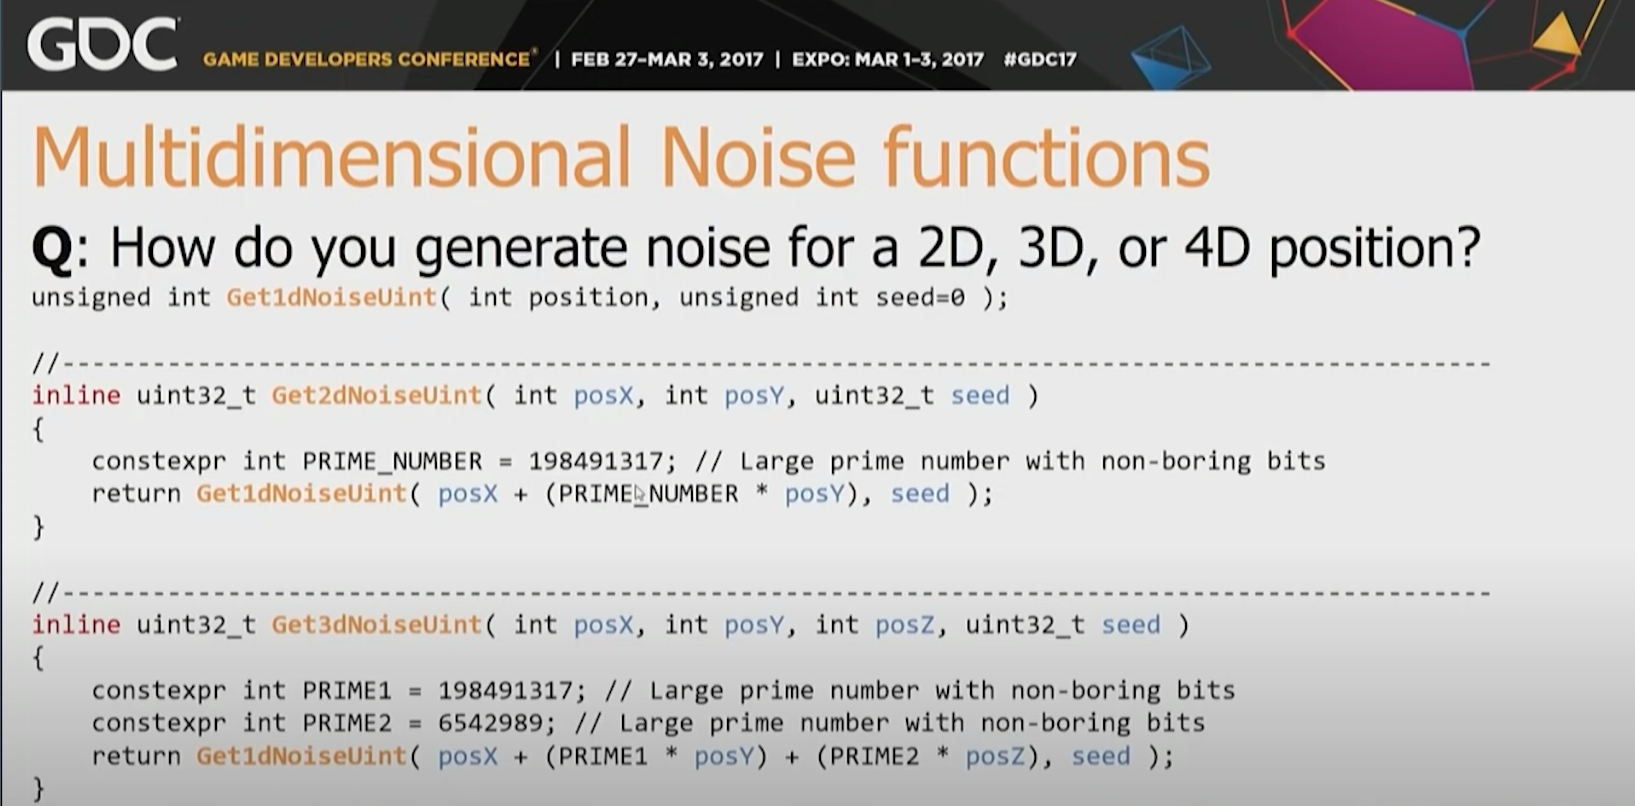 GDC GAME DEVELOPERS CONFERENCE® | FEB 27–MAR 3, 2017 | EXPO: MAR 1–3, 2017 #GDC17
Multidimensional Noise functions
Q: How do you generate noise for a 2D, 3D, or 4D position?
unsigned int Get1dNoiseUint( int position, unsigned int seed=0 );
//-----------------------------------------------------------------------------------------------
inline uint32_t Get2dNoiseUint( int posX, int posY, uint32_t seed )
{
    constexpr int PRIME_NUMBER = 198491317; // Large prime number with non-boring bits
    return Get1dNoiseUint( posX + (PRIME_NUMBER * posY), seed );
}
//-----------------------------------------------------------------------------------------------
inline uint32_t Get3dNoiseUint( int posX, int posY, int posZ, uint32_t seed )
{
    constexpr int PRIME1 = 198491317; // Large prime number with non-boring bits
    constexpr int PRIME2 = 6542989; // Large prime number with non-boring bits
    return Get1dNoiseUint( posX + (PRIME1 * posY) + (PRIME2 * posZ), seed );
}